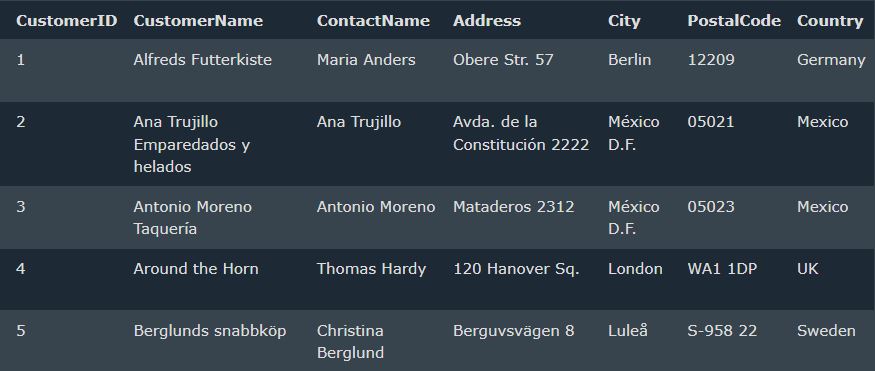 CustomerID CustomerName ContactName Address City PostalCode Country
1 Alfreds Futterkiste Maria Anders Obere Str. 57 Berlin 12209 Germany
2 Ana Trujillo Ana Trujillo Avda. de la México 05021 Mexico
Emparedados y Constitución 2222 D.F.
helados
3 Antonio Moreno Antonio Moreno Mataderos 2312 México 05023 Mexico
Taquería D.F.
4 Around the Horn Thomas Hardy 120 Hanover Sq. London WA1 1DP UK
5 Berglunds snabbköp Christina Berguvsvägen 8 Luleå S-958 22 Sweden
Berglund